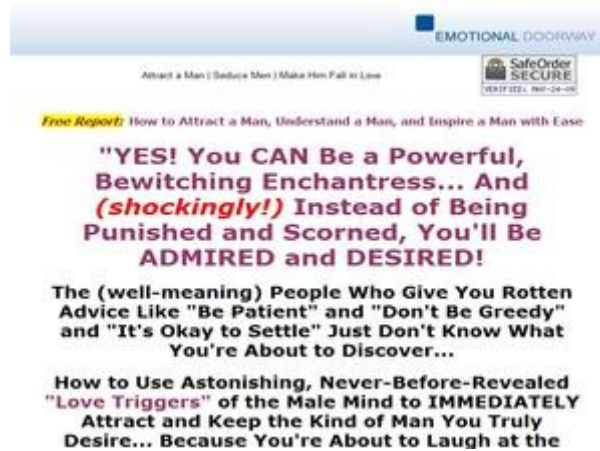 EMOTIONAL DOORWAY
Attract a Man | Seduce Men | Make Him Fall in Love
SafeOrder
SECURE
Free Report: How to Attract a Man, Understand a Man, and Inspire a Man with Ease
"YES! You CAN Be a Powerful,
Bewitching Enchantress... And
(shockingly!) Instead of Being
Punished and Scorned, You'll Be
ADMIRED and DESIRED!
The (well-meaning) People Who Give You Rotten
Advice Like "Be Patient" and "Don't Be Greedy"
and "It's Okay to Settle" Just Don't Know What
You're About to Discover...
How to Use Astonishing, Never-Before-Revealed
"Love Triggers" of the Male Mind to IMMEDIATELY
Attract and Keep the Kind of Man You Truly
Desire... Because You're About to Laugh at the